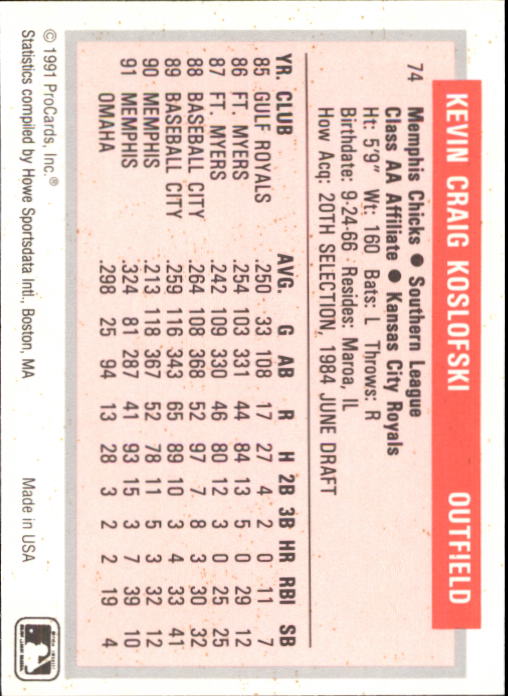 KEVIN CRAIG KOSLOFSKI OUTFIELD
74 Memphis Chicks ● Southern League
Class AA Affiliate ● Kansas City Royals
Ht: 5'9" Wt: 160 Bats: L Throws: R
Birthdate: 9-24-66 · Resides: Maroa, IL
How Acq: 20TH SELECTION, 1984 JUNE DRAFT
YR. CLUB AVG. G AB R H 2B 3B HR RBI SB
85 GULF ROYALS .250 33 108 17 27 4 2 0 11 7
86 FT. MYERS .254 103 331 44 84 13 5 0 29 12
87 FT. MYERS .242 109 330 46 80 12 3 0 25 25
88 BASEBALL CITY .264 108 368 52 97 7 8 3 30 32
89 BASEBALL CITY .259 116 343 65 89 10 3 4 33 41
90 MEMPHIS .213 118 367 52 78 11 5 3 32 12
91 MEMPHIS .324 81 287 41 93 15 3 7 39 10
OMAHA .298 25 94 13 28 3 2 2 19 4
© 1991 ProCards, Inc.®
Statistics compiled by Howe Sportsdata Intl., Boston, MA Made in USA